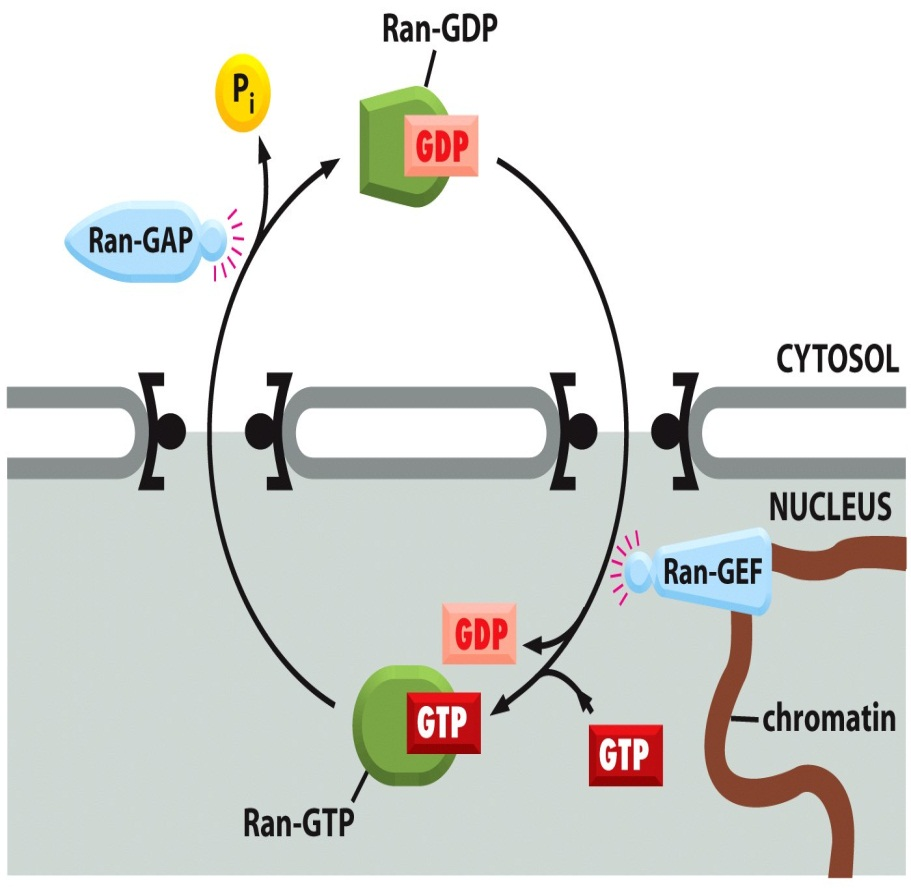 Ran-GDP
Pi
GDP
Ran-GAP
CYTOSOL
NUCLEUS
Ran-GEF
GDP
GTP
GTP
chromatin
Ran-GTP